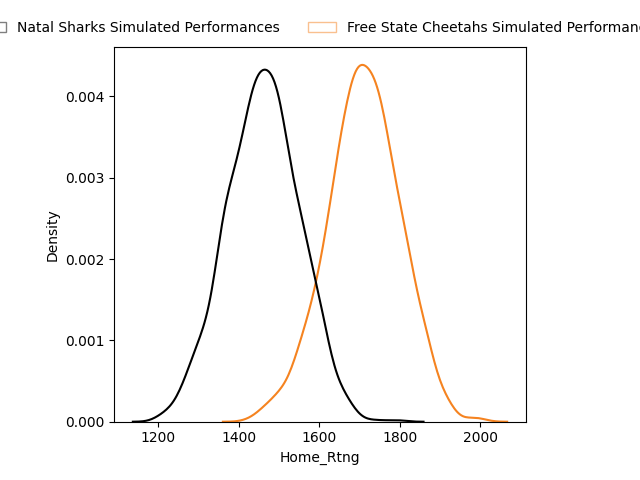 Natal Sharks Simulated Performances Free State Cheetahs Simulated
0.004
0.003
0.002
0.001
0.000
Density
1200 1400 1600 1800 2000
Home_Rtng